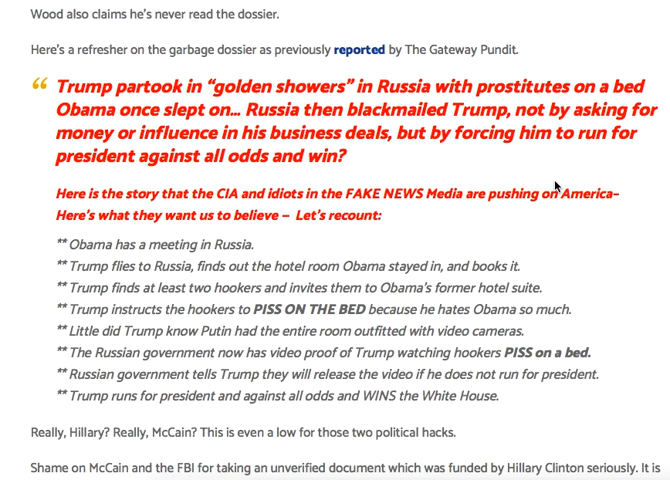 Wood also claims he's never read the dossier.
Here's a refresher on the garbage dossier as previously reported by The Gateway Pundit.
“ Trump partook in “golden showers” in Russia with prostitutes on a bed
Obama once slept on... Russia then blackmailed Trump, not by asking for
money or influence in his business deals, but by forcing him to run for
president against all odds and win?
Here is the story that the CIA and idiots in the FAKE NEWS Media are pushing on America–
Here's what they want us to believe – Let's recount:
** Obama has a meeting in Russia.
** Trump flies to Russia, finds out the hotel room Obama stayed in, and books it.
** Trump finds at least two hookers and invites them to Obama's former hotel suite.
** Trump instructs the hookers to PISS ON THE BED because he hates Obama so much.
** Little did Trump know Putin had the entire room outfitted with video cameras.
** The Russian government now has video proof of Trump watching hookers PISS on a bed.
** Russian government tells Trump they will release the video if he does not run for president.
** Trump runs for president and against all odds and WINS the White House.
Really, Hillary? Really, McCain? This is even a low for those two political hacks.
Shame on McCain and the FBI for taking an unverified document which was funded by Hillary Clinton seriously. It is